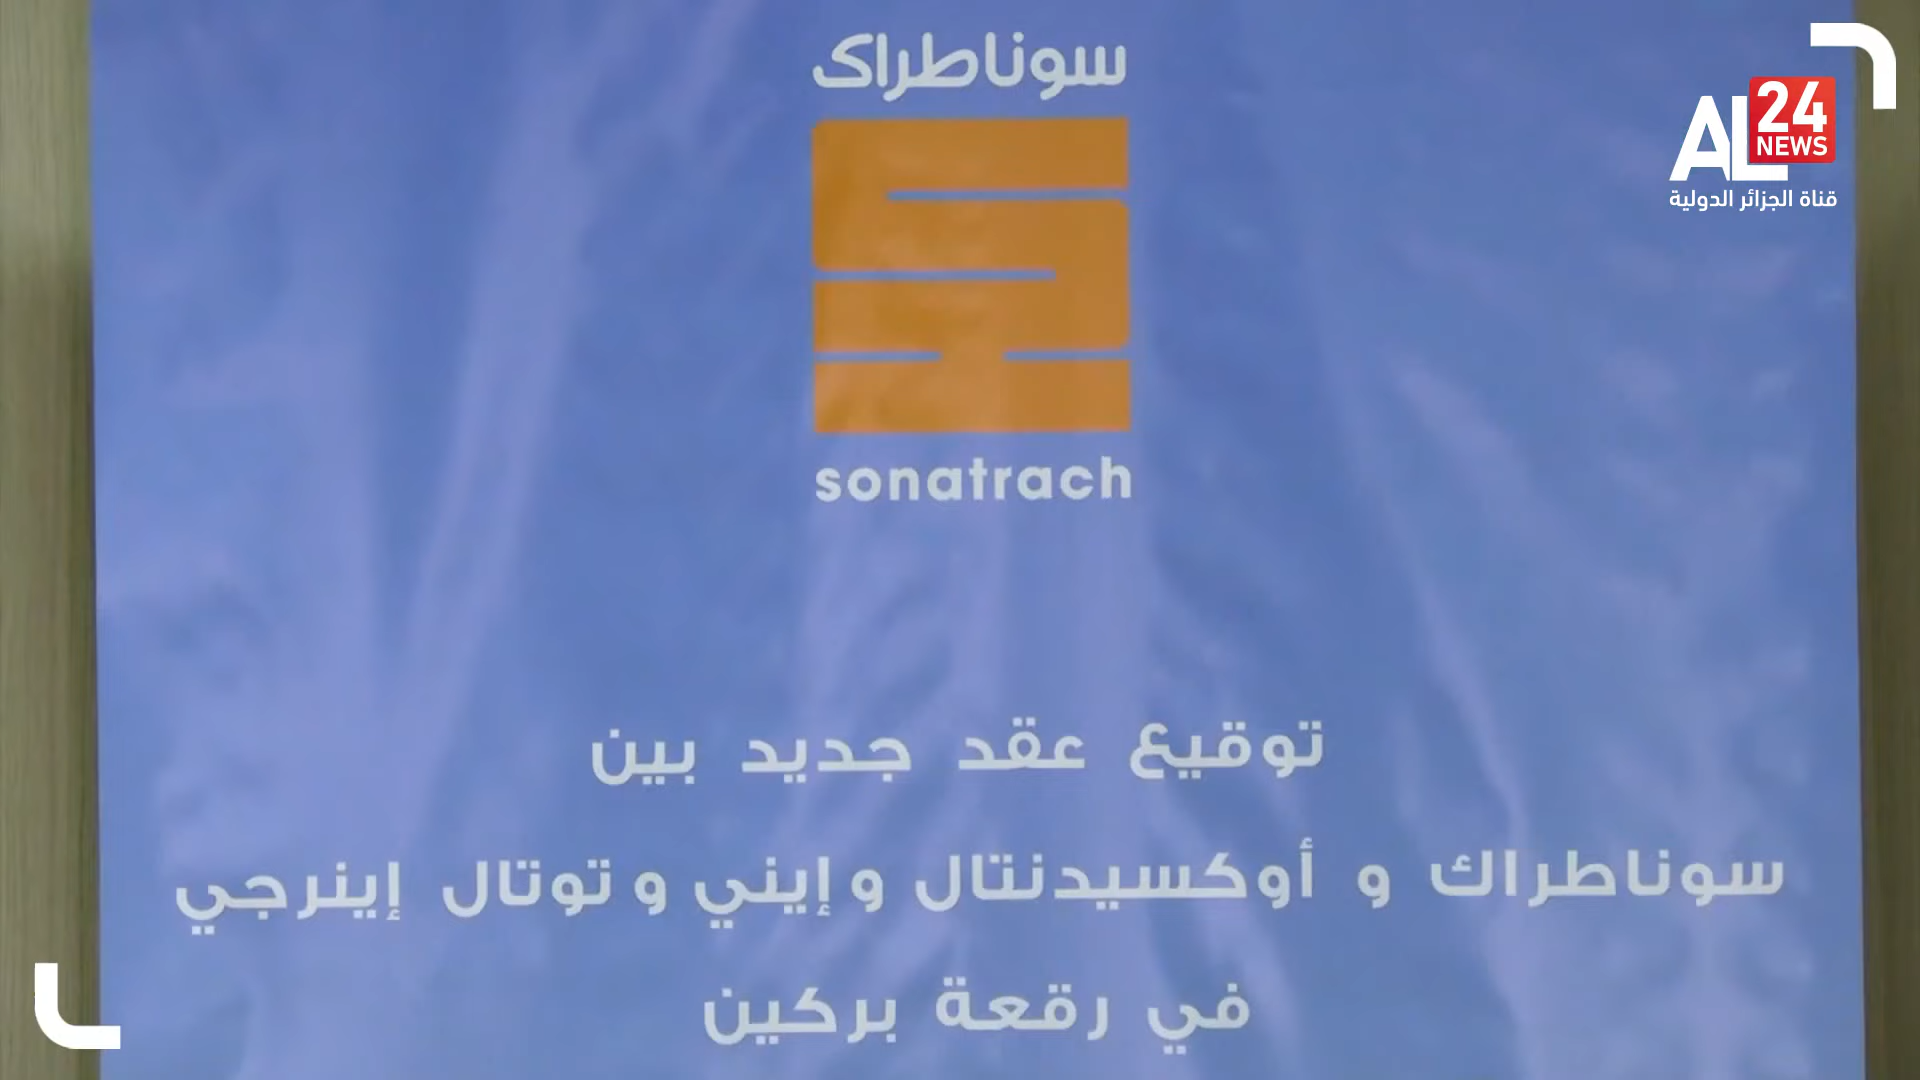 سوناطراك
sonatrach
AL
24
NEWS
قناة الجزائر الدولية
توقيع عقد جديد بين
سوناطراك و أوكسيدنتال و إيني و توتال إينرجي
في رقعة بركين